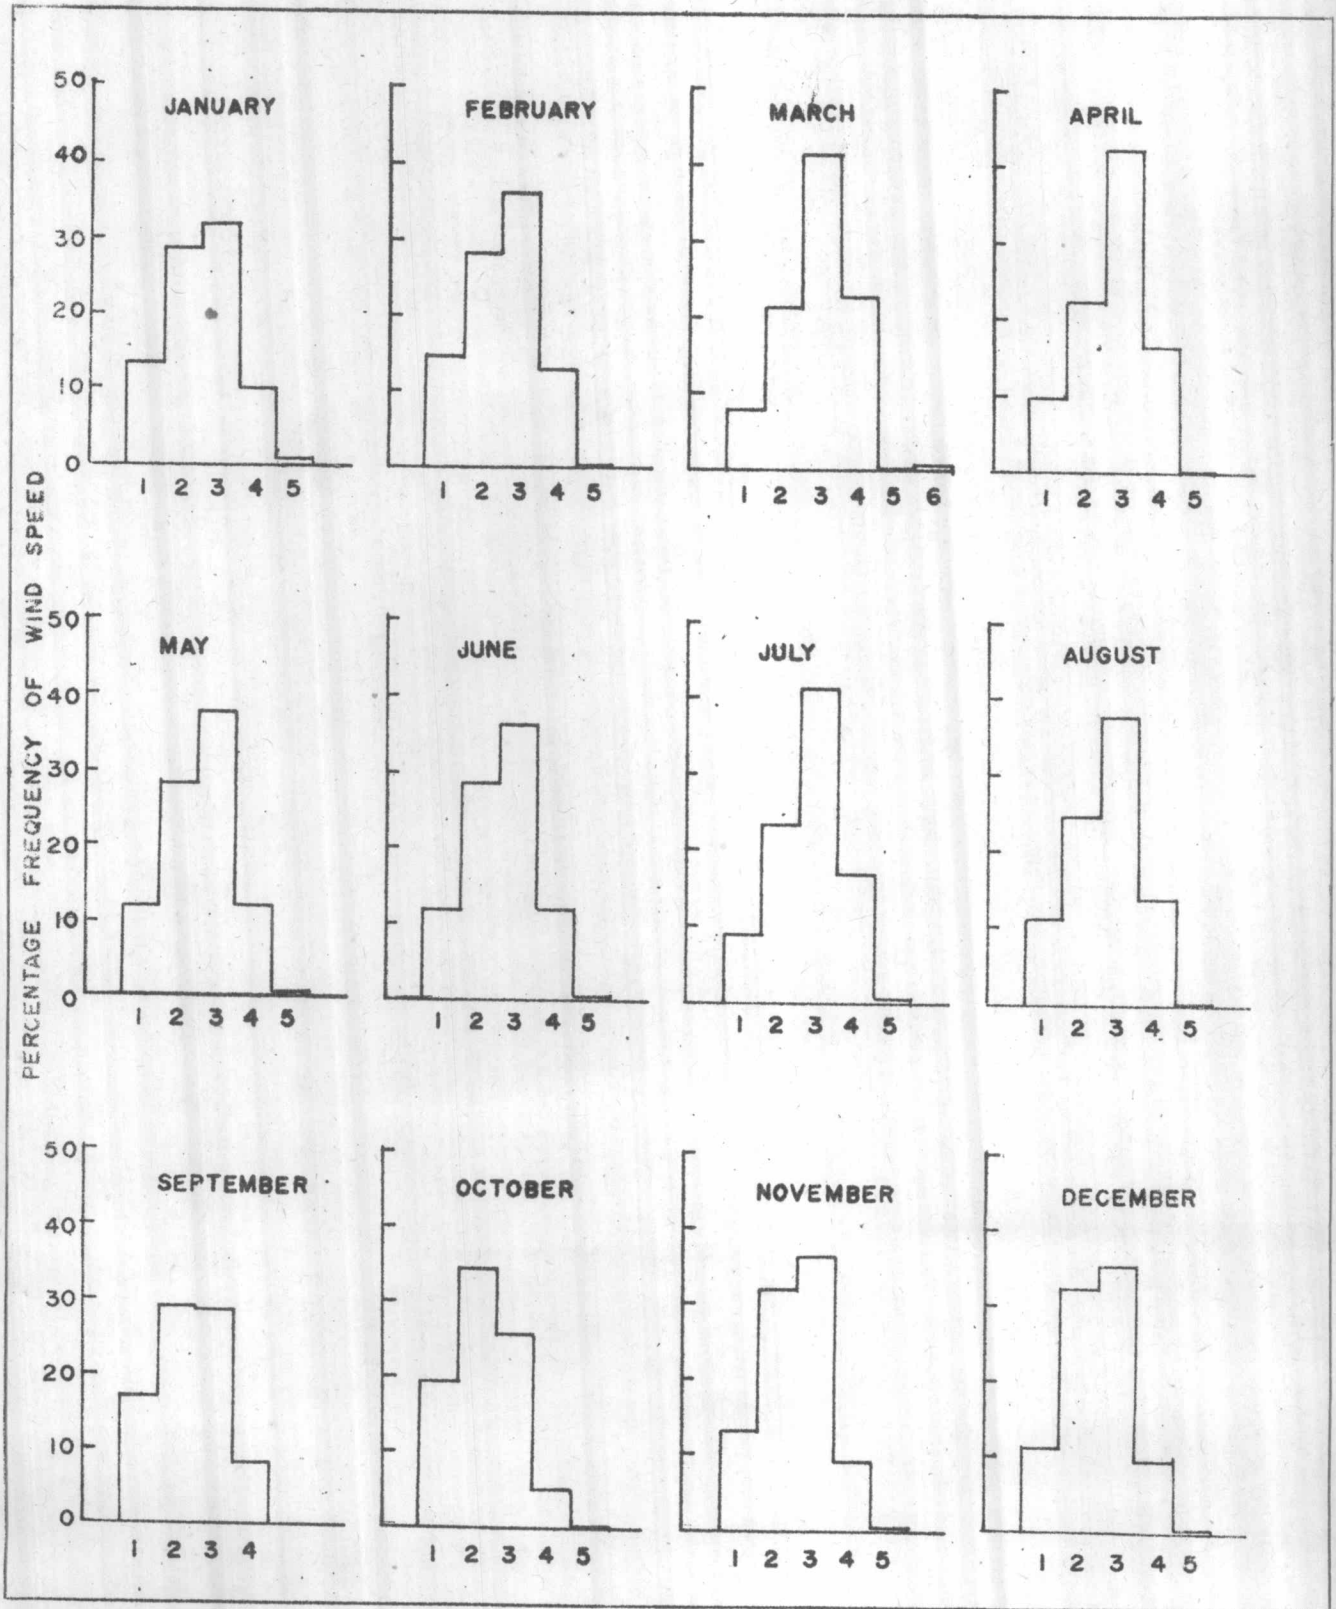 PERCENTAGE FREQUENCY OF WIND SPEED
50
40
30
20
10
0
JANUARY
1 2 3 4 5
FEBRUARY
1 2 3 4 5
MARCH
1 2 3 4 5 6
APRIL
1 2 3 4 5
50
40
30
20
10
0
MAY
1 2 3 4 5
JUNE
1 2 3 4 5
JULY
1 2 3 4 5
AUGUST
1 2 3 4 5
50
40
30
20
10
0
SEPTEMBER
1 2 3 4
OCTOBER
1 2 3 4 5
NOVEMBER
1 2 3 4 5
DECEMBER
1 2 3 4 5